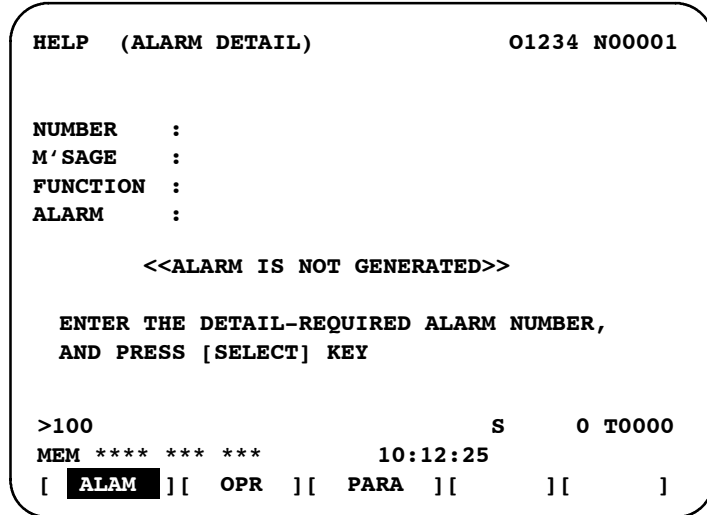 HELP (ALARM DETAIL) O1234 N00001
NUMBER :
M‘SAGE :
FUNCTION :
ALARM :
<<ALARM IS NOT GENERATED>>
ENTER THE DETAIL–REQUIRED ALARM NUMBER,
AND PRESS [SELECT] KEY
>100 S 0 T0000
MEM **** *** *** 10:12:25
[ ALAM ][ OPR ][ PARA ][ ][ ]